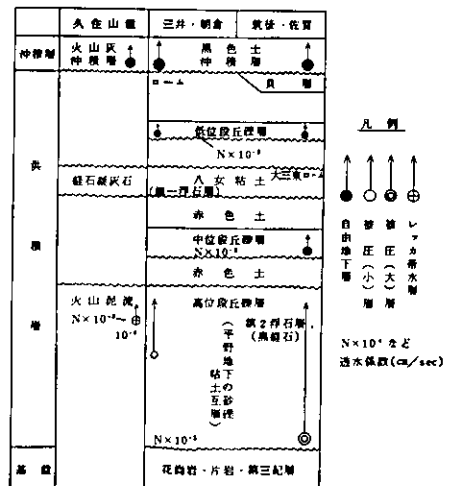 久住山麓 三井・朝倉 筑後・佐賀
沖積層 火山灰 黒色土
沖積層 沖積層
ローム 貝層
洪積層
低位段丘礫層
N×10⁻³
軽石凝灰石 八女粘土 大三東ローム
(第一浮石層)
赤色土
中位段丘礫層
N×10⁻³
赤色土
火山泥流 高位段丘礫層
N×10⁻³~
10⁻⁴
第2浮石層
(黒軽石)
(平野地下の砂礫
粘土互層)
N×10⁻³
基盤 花崗岩・片岩・第三紀層
凡例
自由地下層
被圧(小)層
被圧(大)層
レッカ帯水層
N×10⁴など
透水係数(cm/sec)